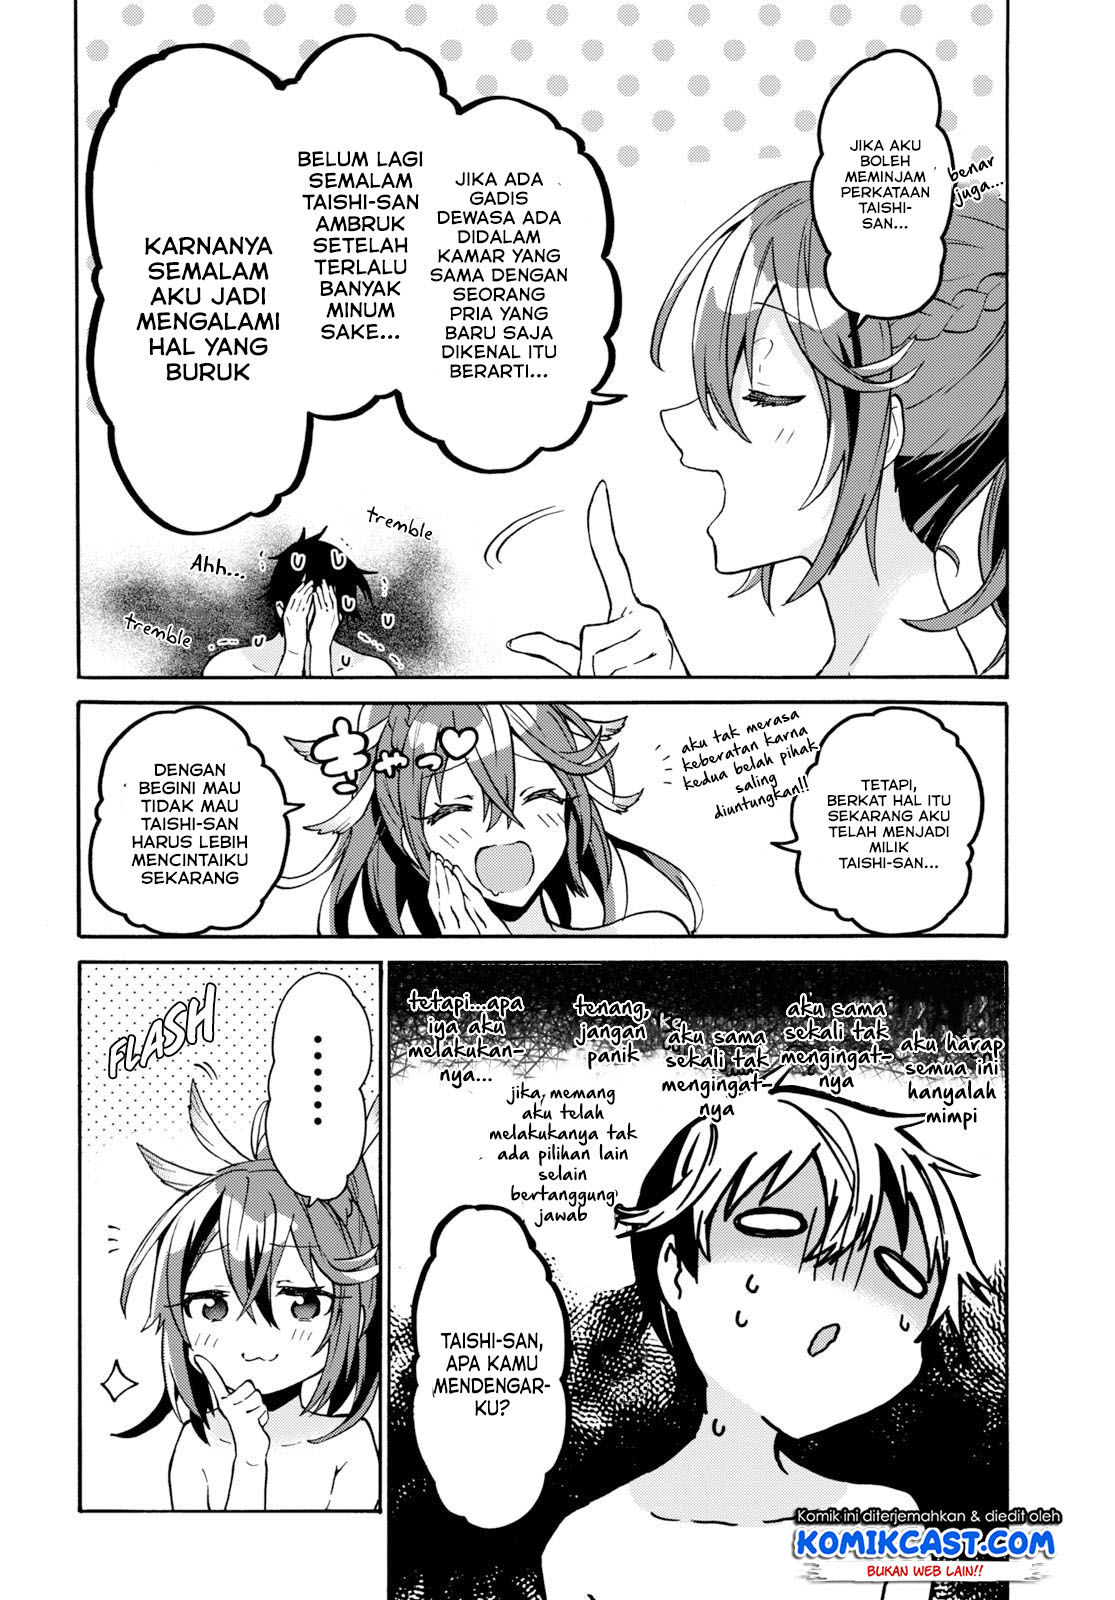 JIKA AKU
BOLEH
MEMINJAM
PERKATAAN
TAISHI-
SAN...
benar
juga...
JIKA ADA
GADIS
DEWASA ADA
DIDALAM
KAMAR YANG
SAMA DENGAN
SEORANG
PRIA YANG
BARU SAJA
DIKENAL ITU
BERARTI...
BELUM LAGI
SEMALAM
TAISHI-SAN
AMBRUK
SETELAH
TERLALU
BANYAK
MINUM
SAKE...
KARNANYA
SEMALAM
AKU JADI
MENGALAMI
HAL YANG
BURUK
tremble
Ahh...
tremble
TETAPI,
BERKAT HAL ITU
SEKARANG AKU
TELAH MENJADI
MILIK
TAISHI-SAN...
aku tak merasa
keberatan karna
kedua belah pihak
saling
diuntungkan!!
きゃっ♡
DENGAN
BEGINI MAU
TIDAK MAU
TAISHI-SAN
HARUS LEBIH
MENCINTAIKU
SEKARANG
aku harap
semua ini
hanyalah
mimpi
aku sama
sekali tak
mengingat-
nya
aku sama
sekali tak
mengingat-
nya
tenang,
jangan
panik
tetapi...apa
iya aku
melakukan-
nya...
jika, memang
aku telah
melakukanya tak
ada pilihan lain
selain
bertanggung
jawab
TAISHI-SAN,
APA KAMU
MENDENGAR-
KU?
......
FLASH
Komik ini diterjemahkan & diedit oleh
KOMIKCAST.COM
BUKAN WEB LAIN!!